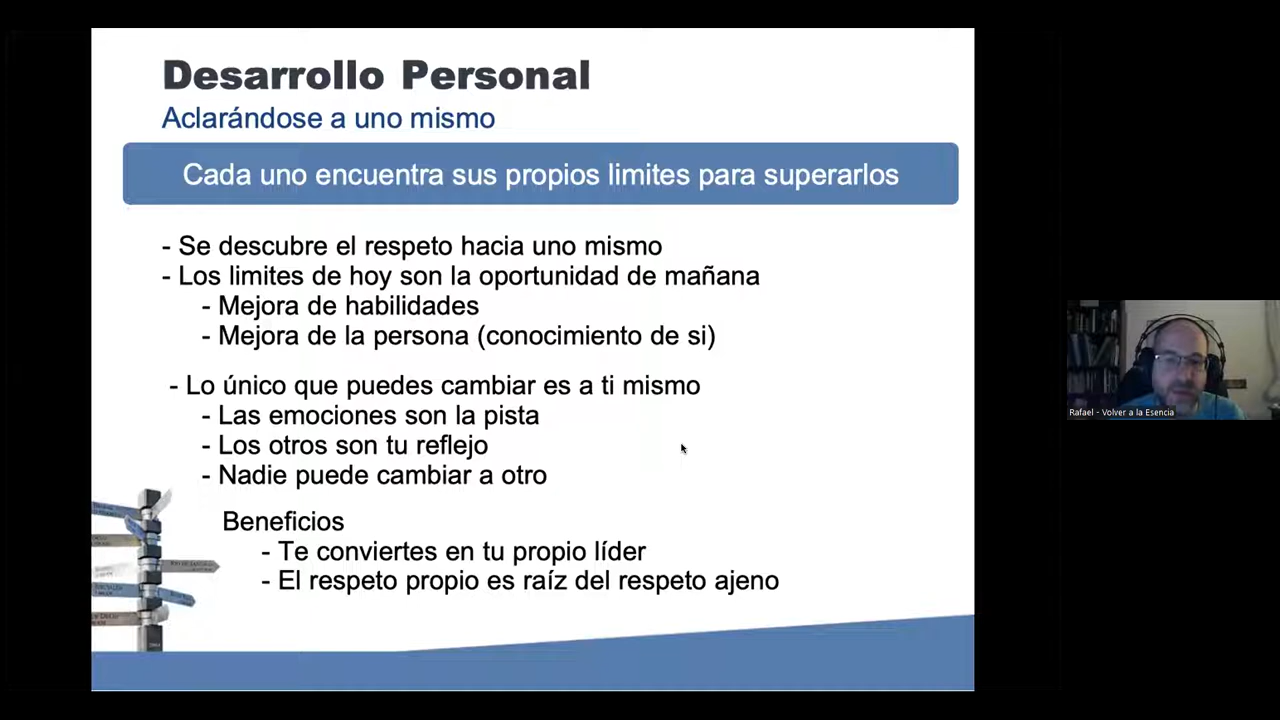 Desarrollo Personal
Aclarándose a uno mismo
Cada uno encuentra sus propios limites para superarlos
- Se descubre el respeto hacia uno mismo
- Los limites de hoy son la oportunidad de mañana
- Mejora de habilidades
- Mejora de la persona (conocimiento de si)
- Lo único que puedes cambiar es a ti mismo
- Las emociones son la pista
- Los otros son tu reflejo
- Nadie puede cambiar a otro
Beneficios
- Te conviertes en tu propio líder
- El respeto propio es raíz del respeto ajeno
Rafael - Volver a la Esencia